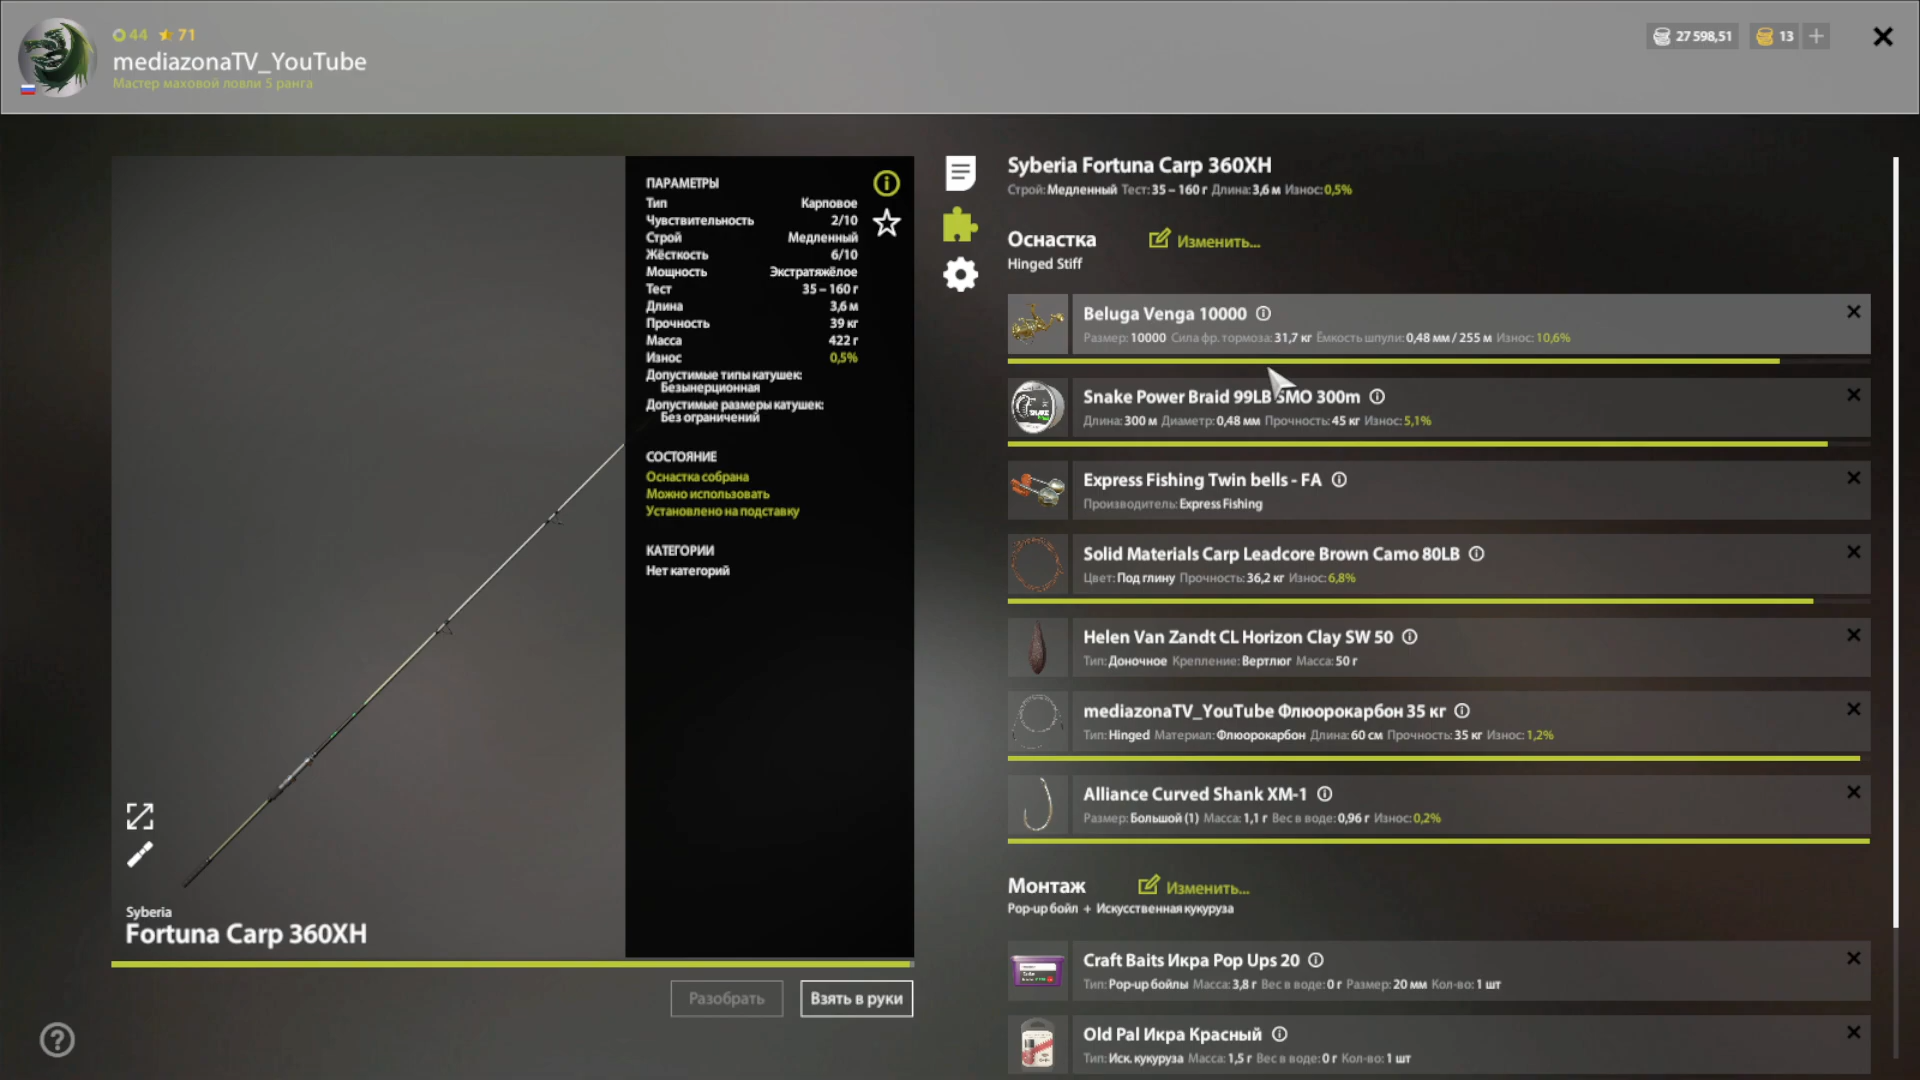 44 71
mediazonaTV_YouTube
Мастер маховой ловли 5 ранга
27 598,51 13
ПАРАМЕТРЫ
Тип Карповое
Чувствительность 2/10
Строй Медленный
Жёсткость 6/10
Мощность Экстратяжёлое
Тест 35 – 160 г
Длина 3,6 м
Прочность 39 кг
Масса 422 г
Износ 0,5%
Допустимые типы катушек:
Безынерционная
Допустимые размеры катушек:
Без ограничений
СОСТОЯНИЕ
Оснастка собрана
Можно использовать
Установлено на подставку
КАТЕГОРИИ
Нет категорий
Syberia
Fortuna Carp 360XH
Разобрать
Взять в руки
Syberia Fortuna Carp 360XH
Строй: Медленный Тест: 35 – 160 г Длина: 3,6 м Износ: 0,5%
Оснастка Изменить...
Hinged Stiff
Beluga Venga 10000
Размер: 10000 Сила фр. тормоза: 31,7 кг Ёмкость шпули: 0,48 мм / 255 м Износ: 10,6%
Snake Power Braid 99LB SMO 300m
Длина: 300 м Диаметр: 0,48 мм Прочность: 45 кг Износ: 5,1%
Express Fishing Twin bells - FA
Производитель: Express Fishing
Solid Materials Carp Leadcore Brown Camo 80LB
Цвет: Под глину Прочность: 36,2 кг Износ: 6,8%
Helen Van Zandt CL Horizon Clay SW 50
Тип: Доночное Крепление: Вертлюг Масса: 50 г
mediazonaTV_YouTube Флюорокарбон 35 кг
Тип: Hinged Материал: Флюорокарбон Длина: 60 см Прочность: 35 кг Износ: 1,2%
Alliance Curved Shank XM-1
Размер: Большой (1) Масса: 1,1 г Вес в воде: 0,96 г Износ: 0,2%
Монтаж Изменить...
Pop-up бойл + Искусственная кукуруза
Craft Baits Икра Pop Ups 20
Тип: Pop-up бойлы Масса: 3,8 г Вес в воде: 0 г Размер: 20 мм Кол-во: 1 шт
Old Pal Икра Красный
Тип: Иск. кукуруза Масса: 1,5 г Вес в воде: 0 г Кол-во: 1 шт